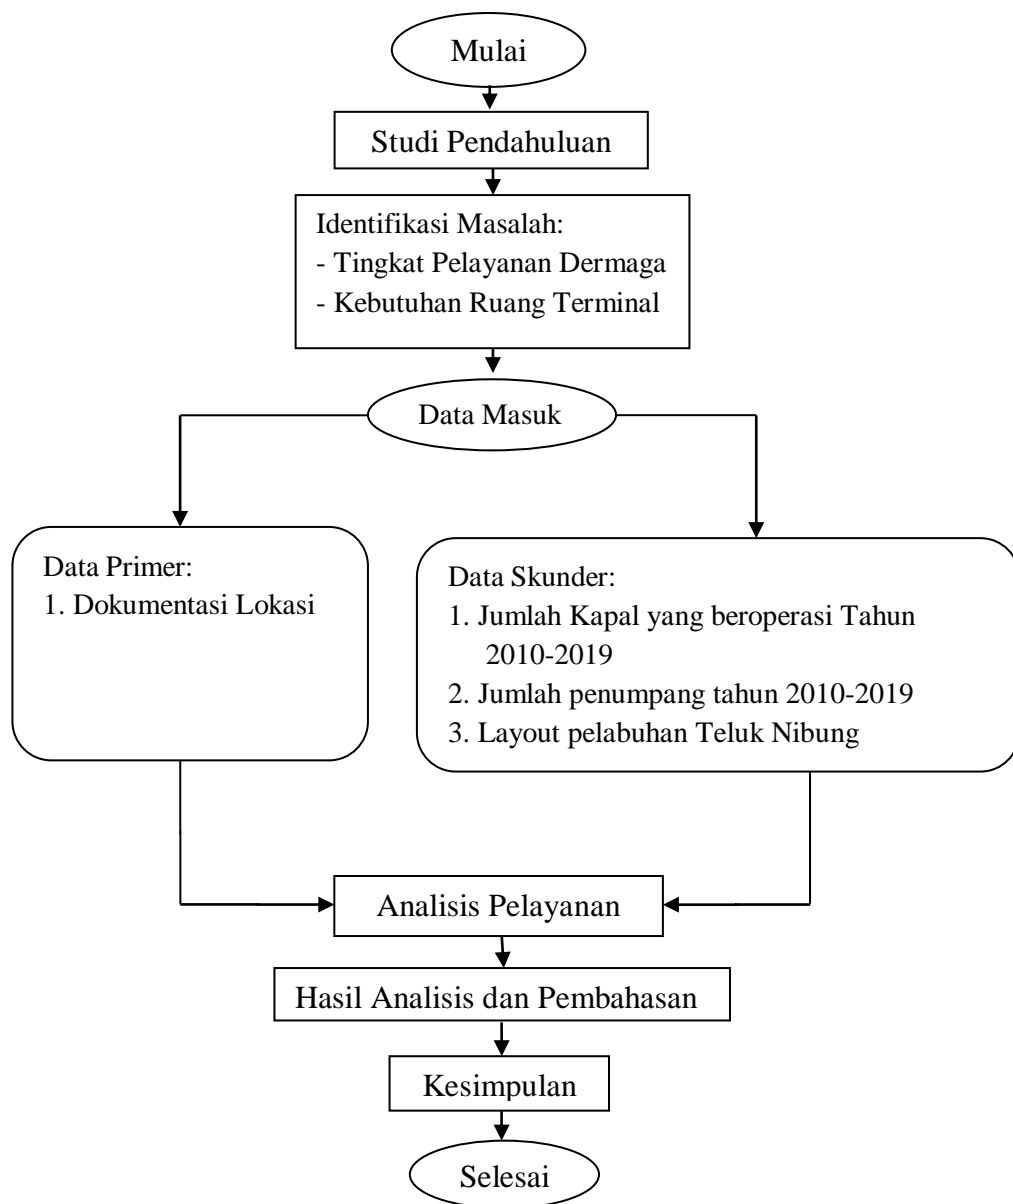 Mulai
Studi Pendahuluan
Identifikasi Masalah:
- Tingkat Pelayanan Dermaga
- Kebutuhan Ruang Terminal
Data Masuk
Data Primer:
1. Dokumentasi Lokasi
Data Skunder:
1. Jumlah Kapal yang beroperasi Tahun
2010-2019
2. Jumlah penumpang tahun 2010-2019
3. Layout pelabuhan Teluk Nibung
Analisis Pelayanan
Hasil Analisis dan Pembahasan
Kesimpulan
Selesai